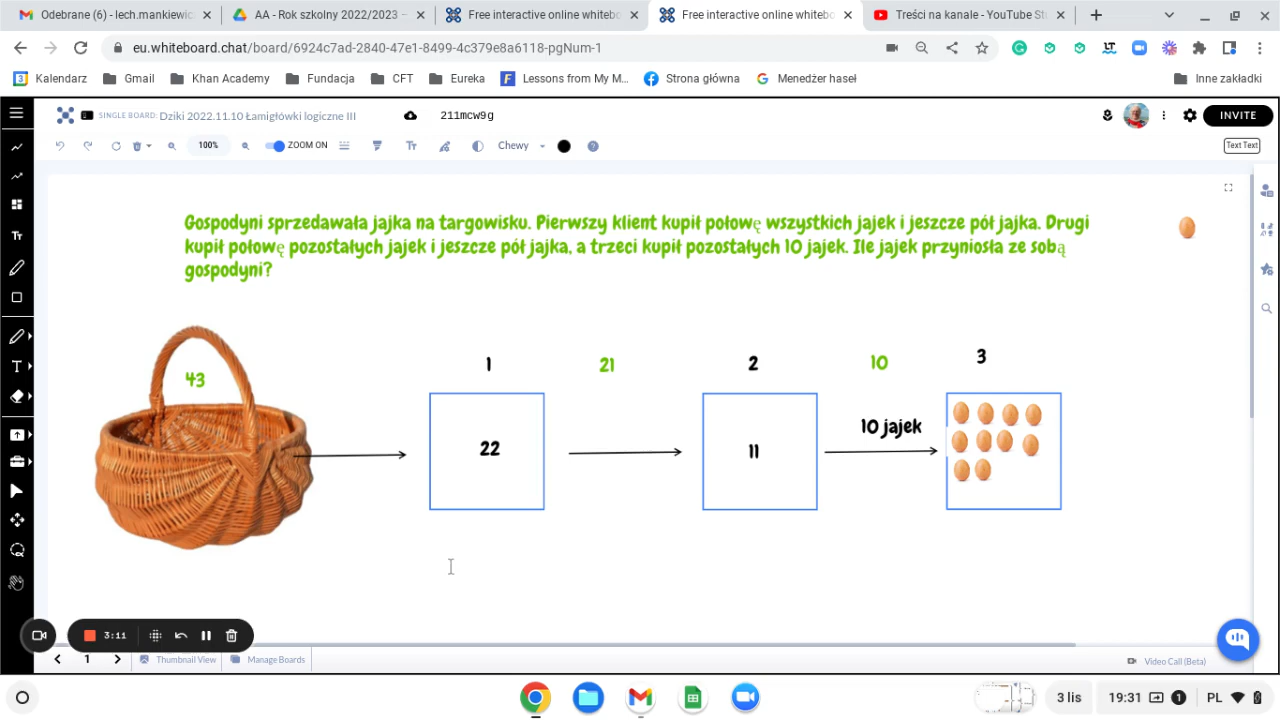 Odebrane (6) - lech.mankiewic
AA - Rok szkolny 2022/2023 –
Free interactive online whitebo
Free interactive online whitebo
Treści na kanale - YouTube St
eu.whiteboard.chat/board/6924c7ad-2840-47e1-8499-4c379e8a6118-pgNum-1
Kalendarz
Gmail
Khan Academy
Fundacja
CFT
Eureka
Lessons from My M...
Strona główna
Menedżer haseł
Inne zakładki
SINGLE BOARD: Dziki 2022.11.10 Łamigłówki logiczne III
211mcw9g
INVITE
100%
ZOOM ON
Tт
Chewy
Text Text
Gospodyni sprzedawała jajka na targowisku. Pierwszy klient kupił połowę wszystkich jajek i jeszcze pół jajka. Drugi
kupił połowę pozostałych jajek i jeszcze pół jajka, a trzeci kupił pozostałych 10 jajek. Ile jajek przyniosła ze sobą
gospodyni?
43
1
21
2
10
3
22
11
10 jajek
3:11
1
Thumbnail View
Manage Boards
Video Call (Beta)
3 lis
19:31
1
PL